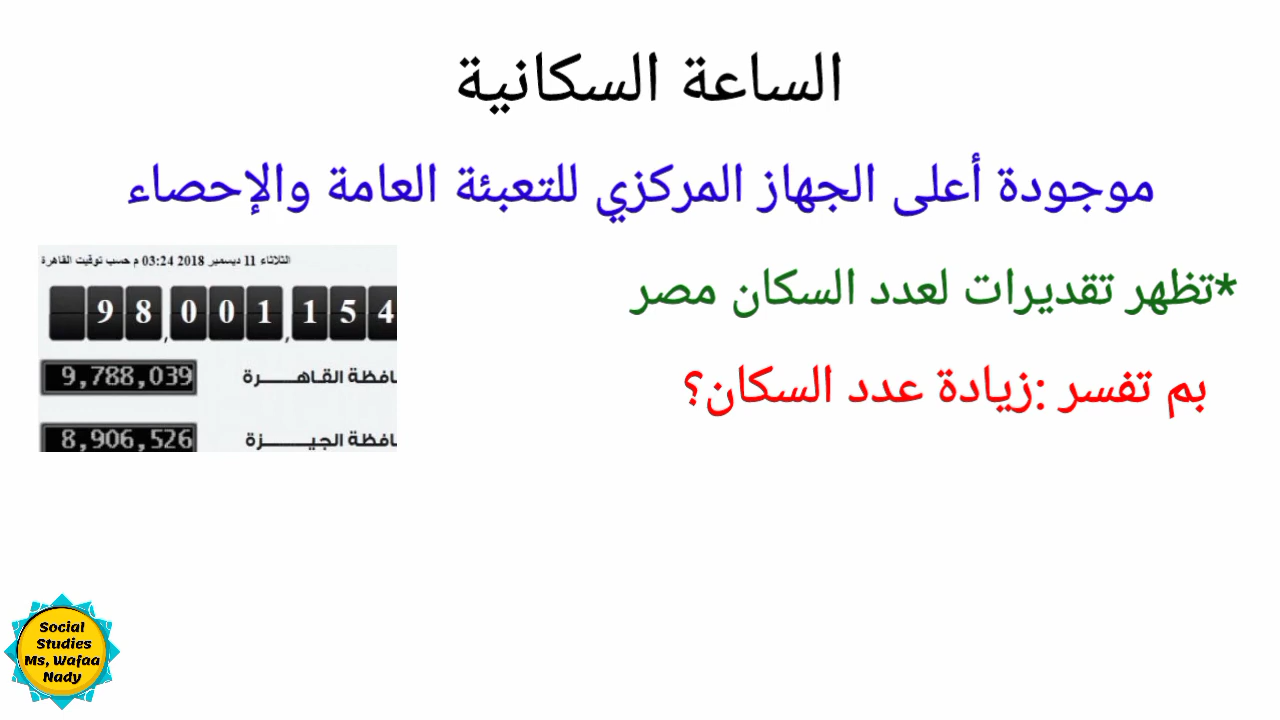 الساعة السكانية
موجودة أعلى الجهاز المركزي للتعبئة العامة والإحصاء
*تظهر تقديرات لعدد السكان مصر
بم تفسر :زيادة عدد السكان؟
الثلاثاء 11 ديسمبر 2018 03:24 م حسب توقيت القاهرة
98,001,154
افظة القاهـــــرة 9,788,039
افظة الجيـــــــزة 8,906,526
Social
Studies
Ms, Wafaa
Nady